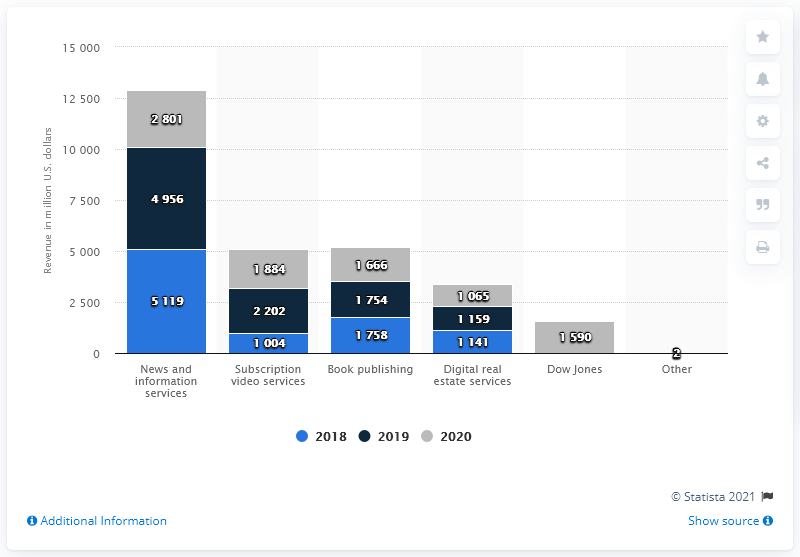 Revenue in million U.S. dollars
15 000
12 500
10 000
7 500
5 000
2 500
0
2 801
4 956
5 119
1 884
2 202
1 004
1 666
1 754
1 758
1 065
1 159
1 141
1 590
2
News and
information
services
Subscription
video services
Book publishing
Digital real
estate services
Dow Jones
Other
2018
2019
2020
© Statista 2021
Additional Information
Show source